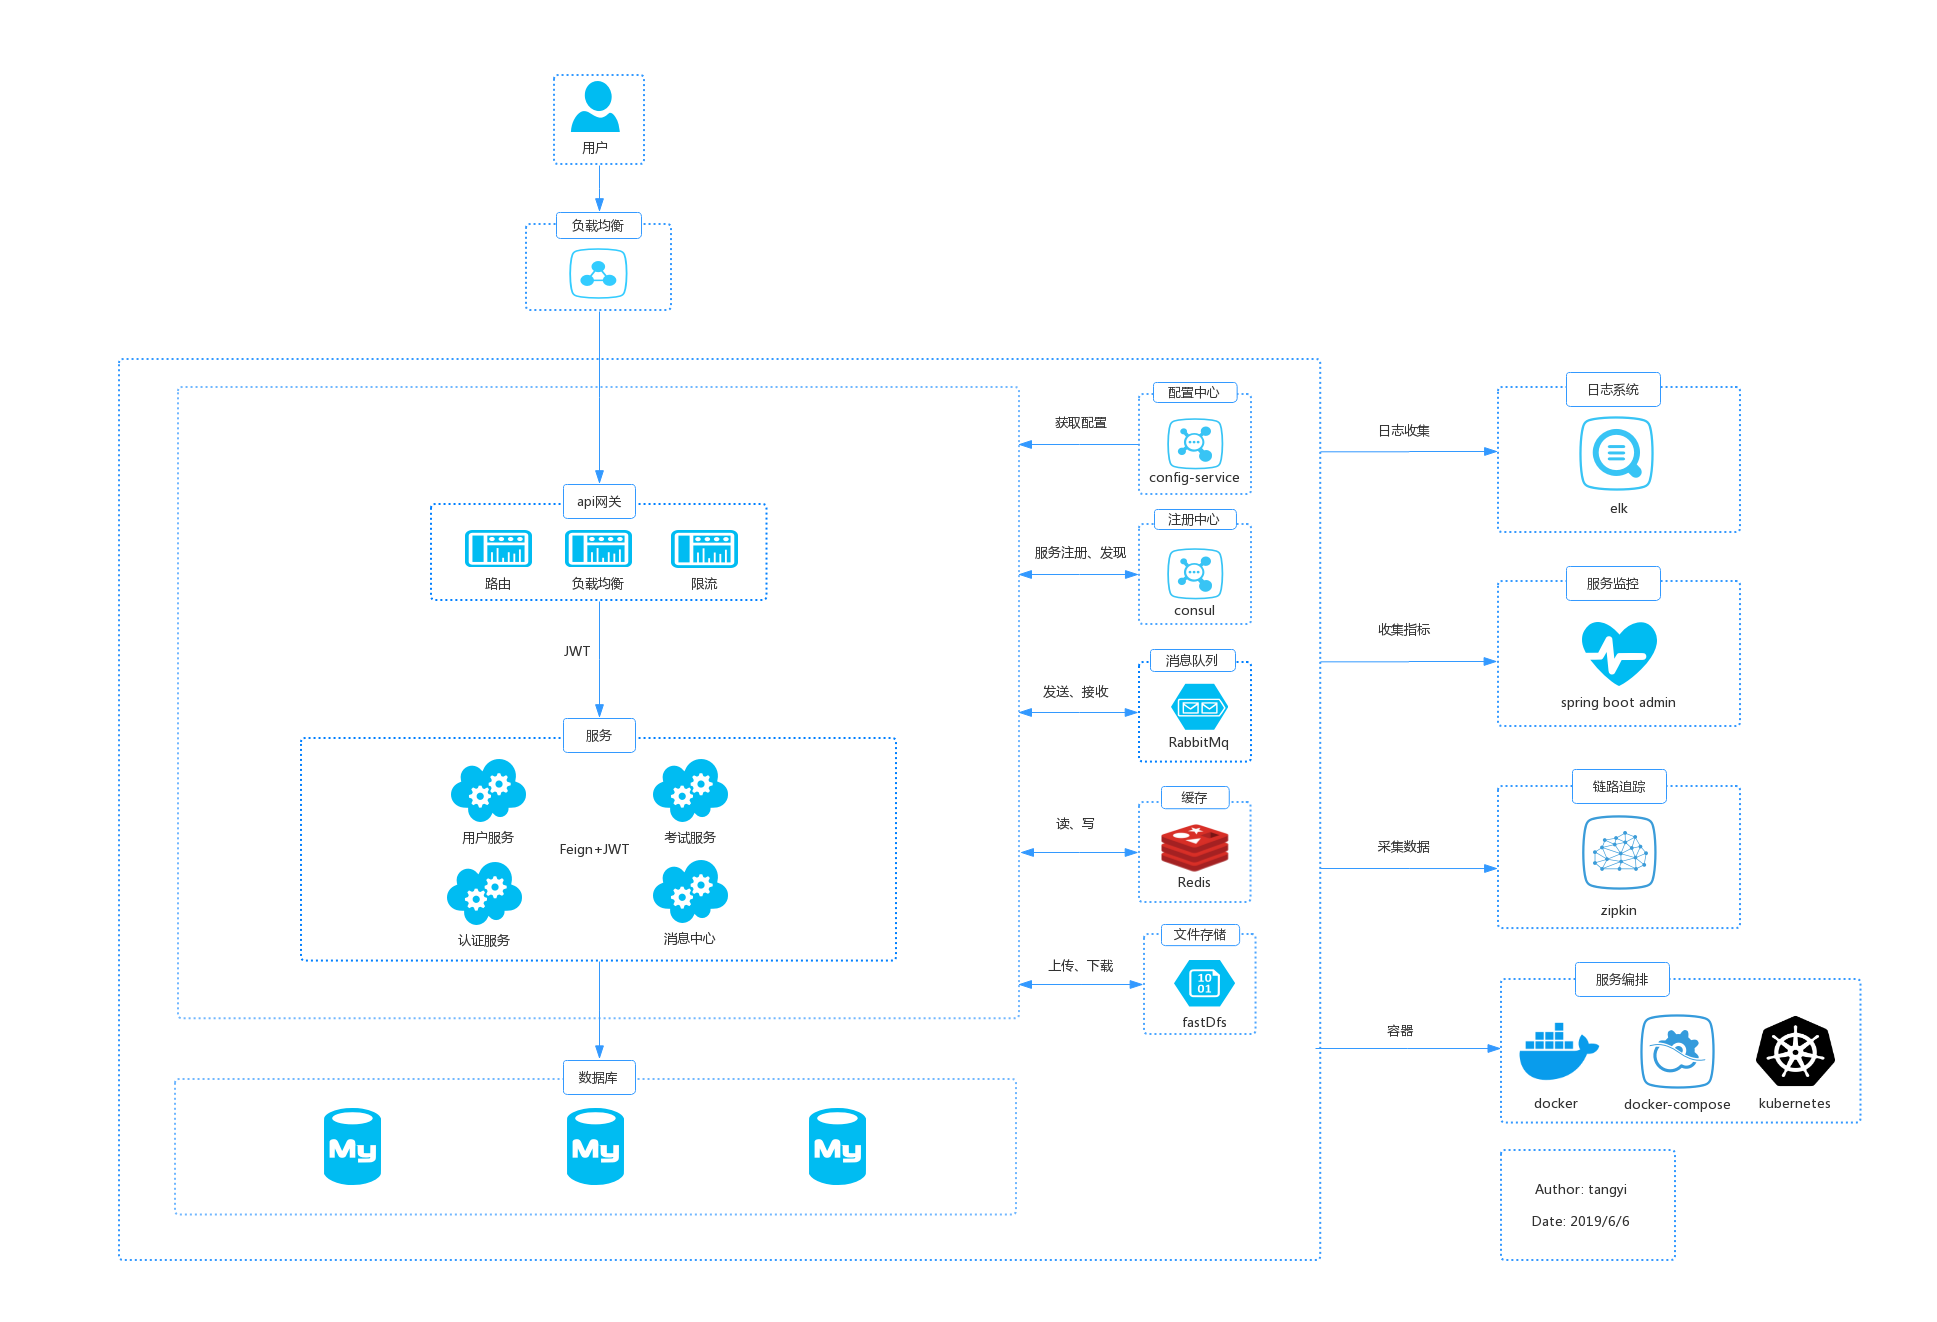 用户
负载均衡
api网关
路由
负载均衡
限流
JWT
服务
用户服务
考试服务
Feign+JWT
认证服务
消息中心
数据库
My
My
My
获取配置
配置中心
config-service
服务注册、发现
注册中心
consul
发送、接收
消息队列
RabbitMq
读、写
缓存
Redis
上传、下载
文件存储
10
01
fastDfs
日志收集
日志系统
elk
收集指标
服务监控
spring boot admin
采集数据
链路追踪
zipkin
容器
服务编排
docker
docker-compose
kubernetes
Author: tangyi
Date: 2019/6/6